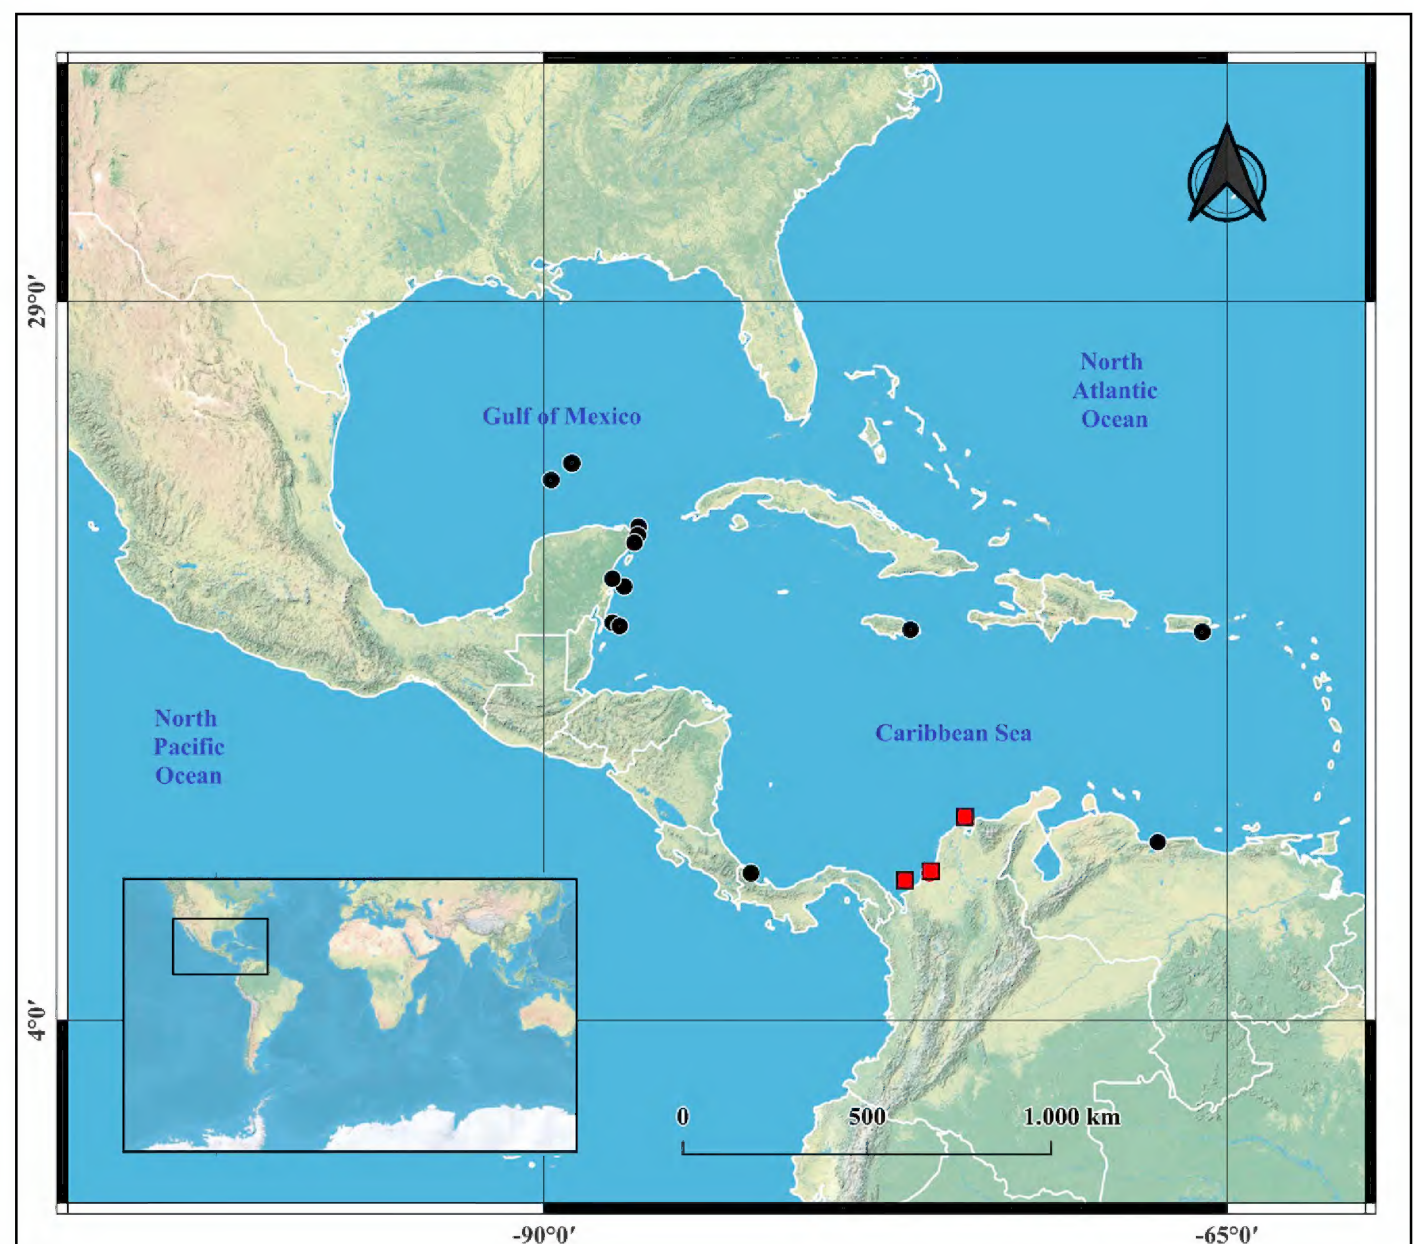 29°0′
North
Atlantic
Ocean
Gulf of Mexico
North
Pacific
Ocean
Caribbean Sea
4°0′
0 500 1.000 km
-90°0′ -65°0′